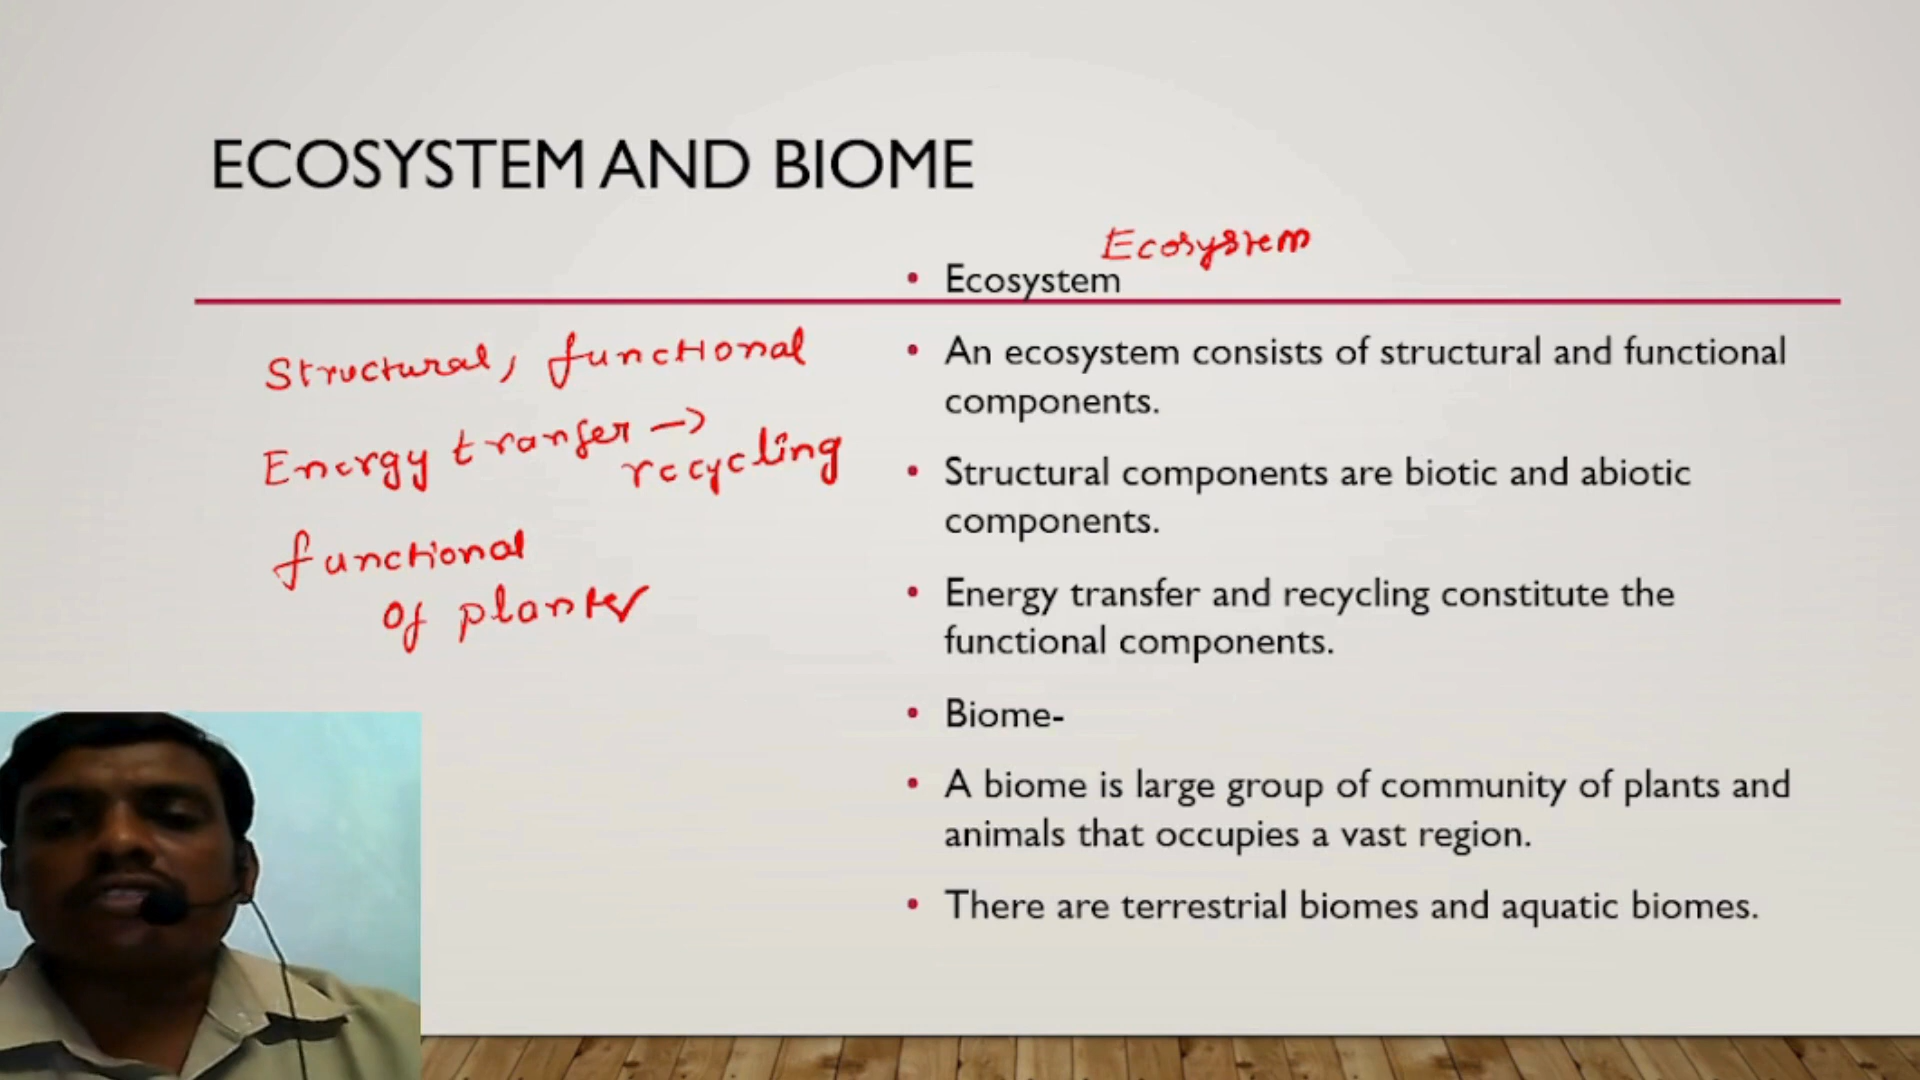 ECOSYSTEM AND BIOME
Ecosystem
• Ecosystem
Structural, functional
Energy tranfer →
recycling
functional
of plants
• An ecosystem consists of structural and functional
components.
• Structural components are biotic and abiotic
components.
• Energy transfer and recycling constitute the
functional components.
• Biome-
• A biome is large group of community of plants and
animals that occupies a vast region.
• There are terrestrial biomes and aquatic biomes.